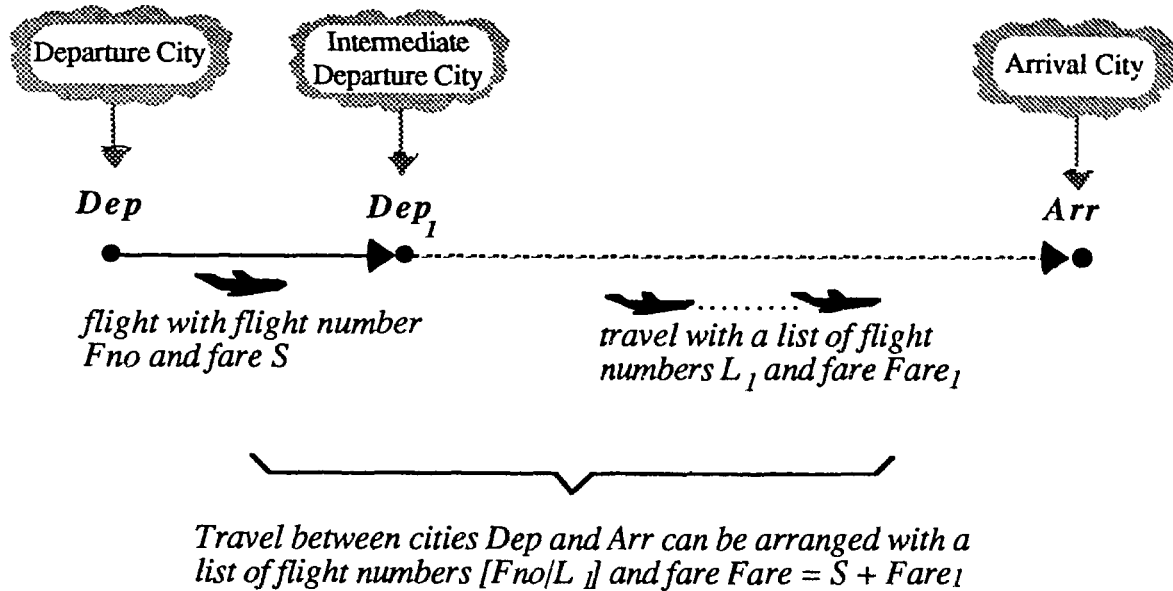 Departure City
Intermediate
Departure City
Arrival City
Dep
Dep1
Arr
flight with flight number
Fno and fare S
travel with a list of flight
numbers L1 and fare Fare1
Travel between cities Dep and Arr can be arranged with a
list of flight numbers [Fno/L1] and fare Fare = S + Fare1